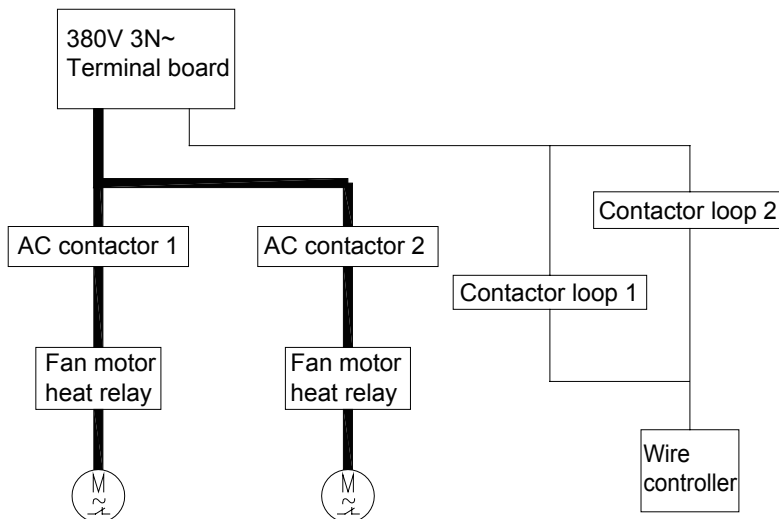 380V 3N~
Terminal board
Contactor loop 2
AC contactor 1
AC contactor 2
Contactor loop 1
Fan motor
heat relay
Fan motor
heat relay
Wire
controller
M
~
M
~